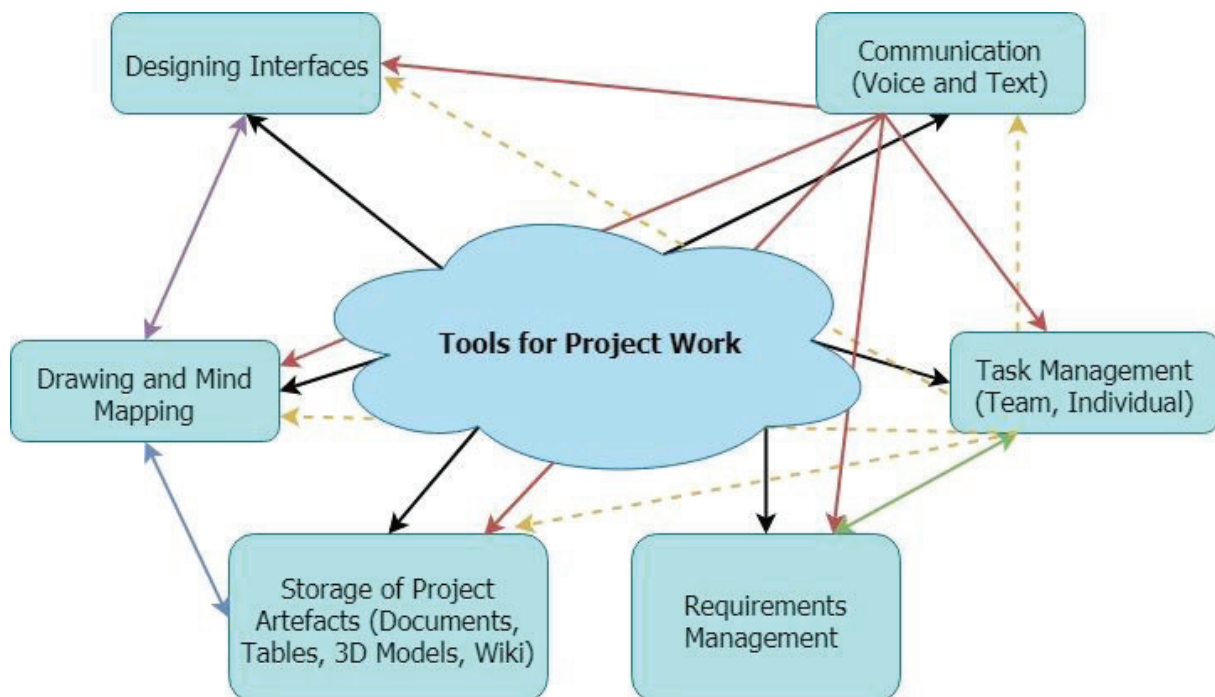 Designing Interfaces
Communication
(Voice and Text)
Tools for Project Work
Drawing and Mind
Mapping
Task Management
(Team, Individual)
Storage of Project
Artefacts (Documents,
Tables, 3D Models, Wiki)
Requirements
Management